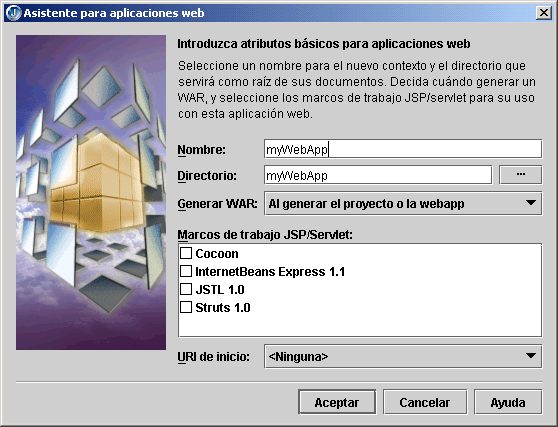 Asistente para aplicaciones web
Introduzca atributos básicos para aplicaciones web
Seleccione un nombre para el nuevo contexto y el directorio que
servirá como raíz de sus documentos. Decida cuándo generar un
WAR, y seleccione los marcos de trabajo JSP/servlet para su uso
con esta aplicación web.
Nombre: myWebApp
Directorio: myWebApp ...
Generar WAR: Al generar el proyecto o la webapp
Marcos de trabajo JSP/Servlet:
Cocoon
InternetBeans Express 1.1
JSTL 1.0
Struts 1.0
URI de inicio: <Ninguna>
Aceptar Cancelar Ayuda